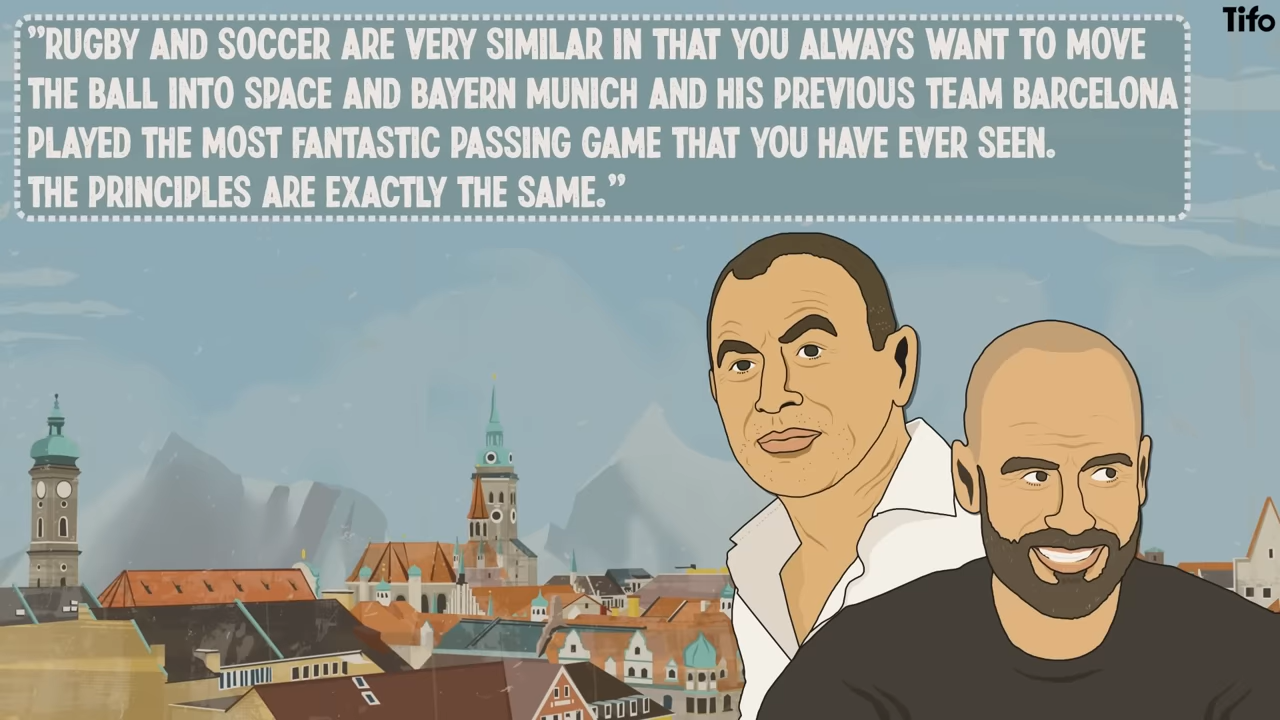 ”RUGBY AND SOCCER ARE VERY SIMILAR IN THAT YOU ALWAYS WANT TO MOVE
THE BALL INTO SPACE AND BAYERN MUNICH AND HIS PREVIOUS TEAM BARCELONA
PLAYED THE MOST FANTASTIC PASSING GAME THAT YOU HAVE EVER SEEN.
THE PRINCIPLES ARE EXACTLY THE SAME.”
Tifo